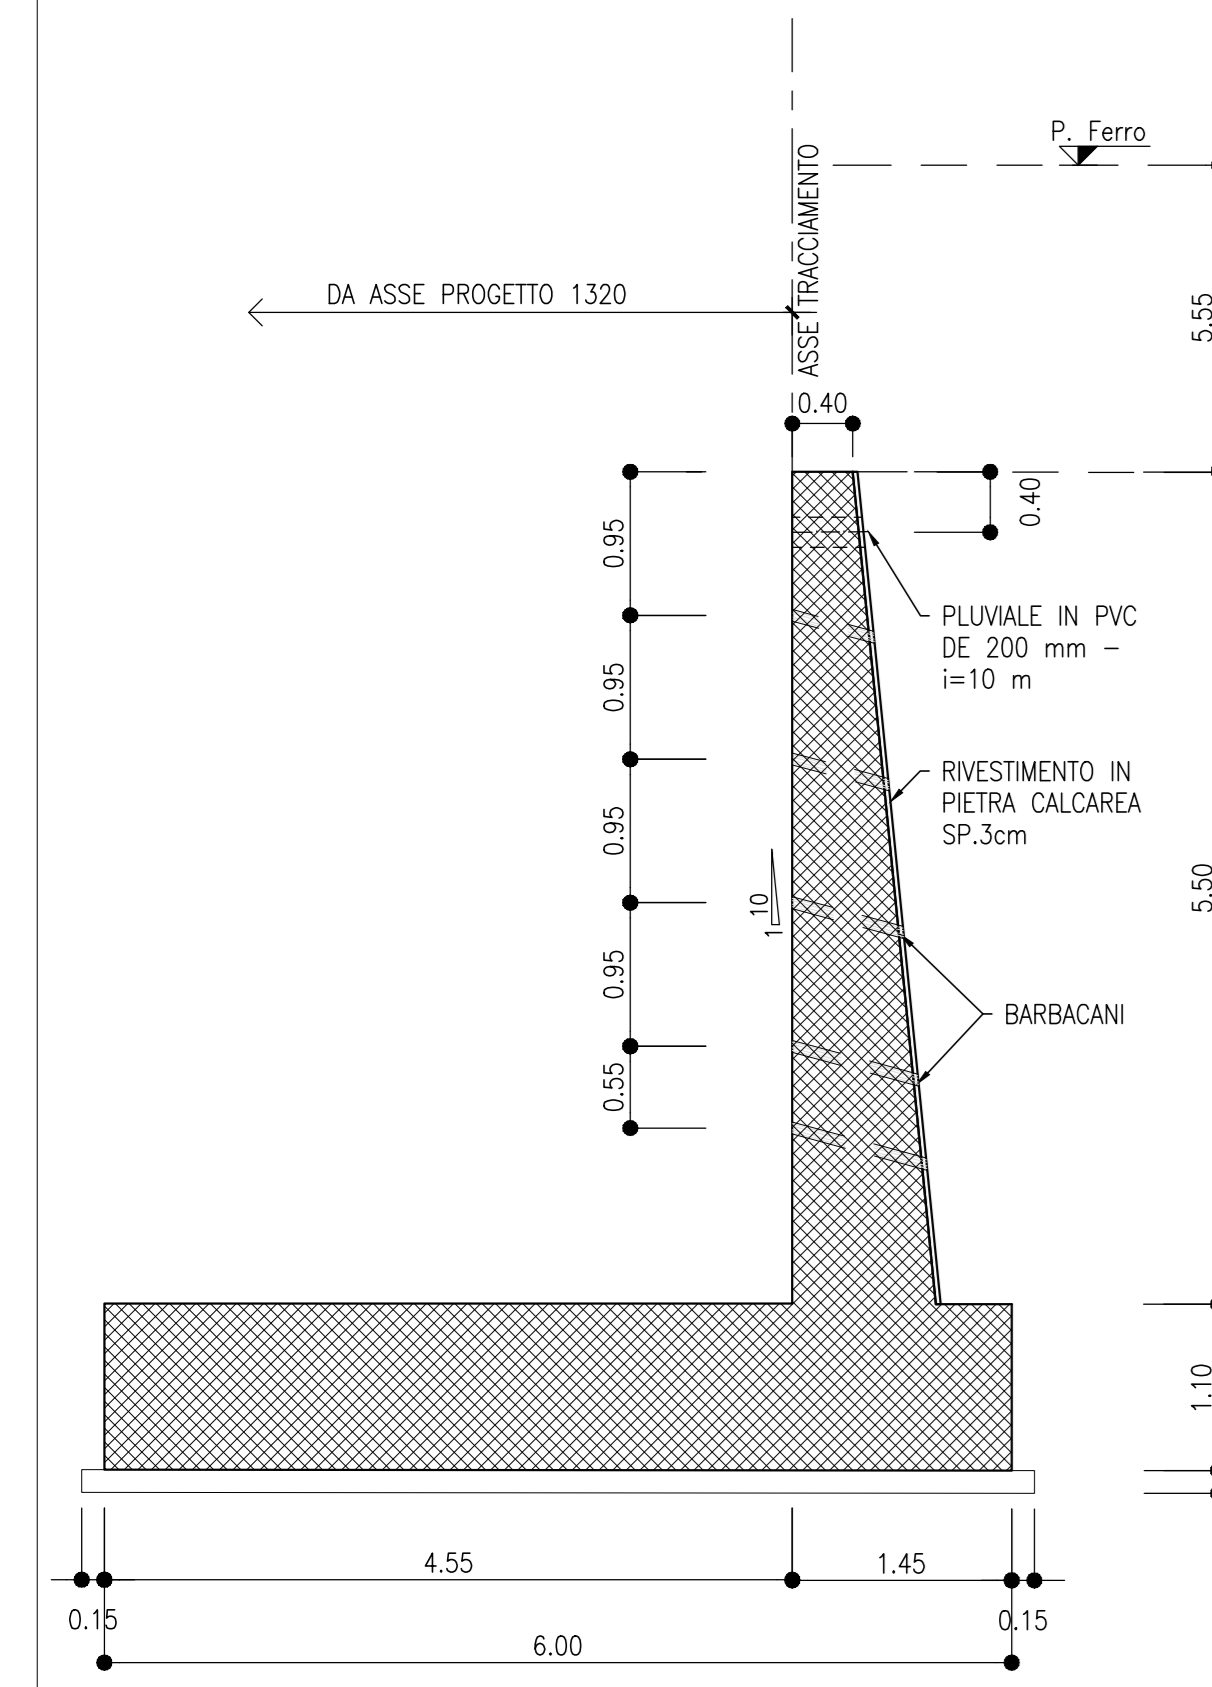 P. Ferro
ASSE TRACCIAMENTO
DA ASSE PROGETTO 1320
5.55
0.40
0.40
0.95
PLUVIALE IN PVC
DE 200 mm –
i=10 m
0.95
RIVESTIMENTO IN
PIETRA CALCAREA
SP.3cm
0.95
10
1
5.50
0.95
BARBACANI
0.55
1.10
4.55
1.45
0.15
0.15
6.00